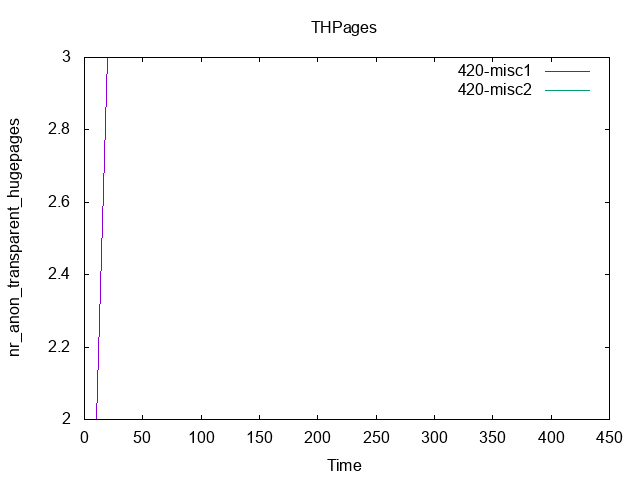 THPages
420-misc1
420-misc2
3
2.8
2.6
2.4
2.2
2
nr_anon_transparent_hugepages
0 50 100 150 200 250 300 350 400 450
Time